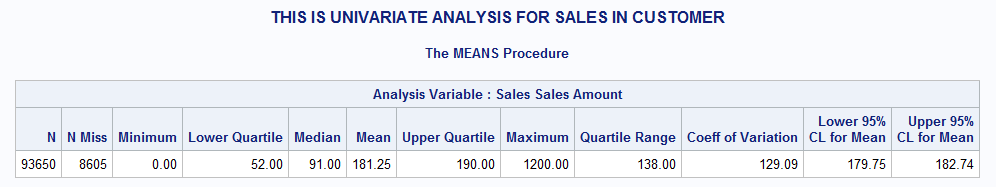 THIS IS UNIVARIATE ANALYSIS FOR SALES IN CUSTOMER
The MEANS Procedure
Analysis Variable : Sales Sales Amount
N N Miss Minimum Lower Quartile Median Mean Upper Quartile Maximum Quartile Range Coeff of Variation Lower 95% CL for Mean Upper 95% CL for Mean
93650 8605 0.00 52.00 91.00 181.25 190.00 1200.00 138.00 129.09 179.75 182.74